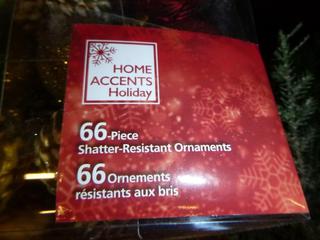 HOME
ACCENTS
Holiday
66-Piece
Shatter-Resistant Ornaments
66 Ornements
résistants aux bris